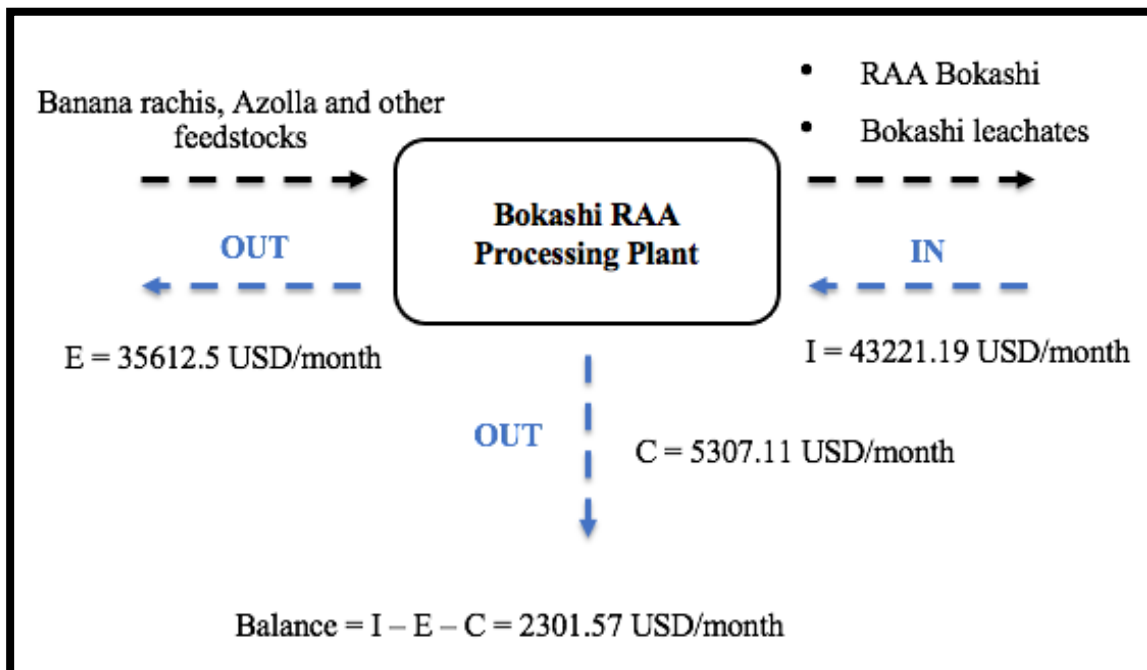 • RAA Bokashi
Banana rachis, Azolla and other
feedstocks
• Bokashi leachates
Bokashi RAA
Processing Plant
OUT
IN
E = 35612.5 USD/month
I = 43221.19 USD/month
OUT
C = 5307.11 USD/month
Balance = I – E – C = 2301.57 USD/month